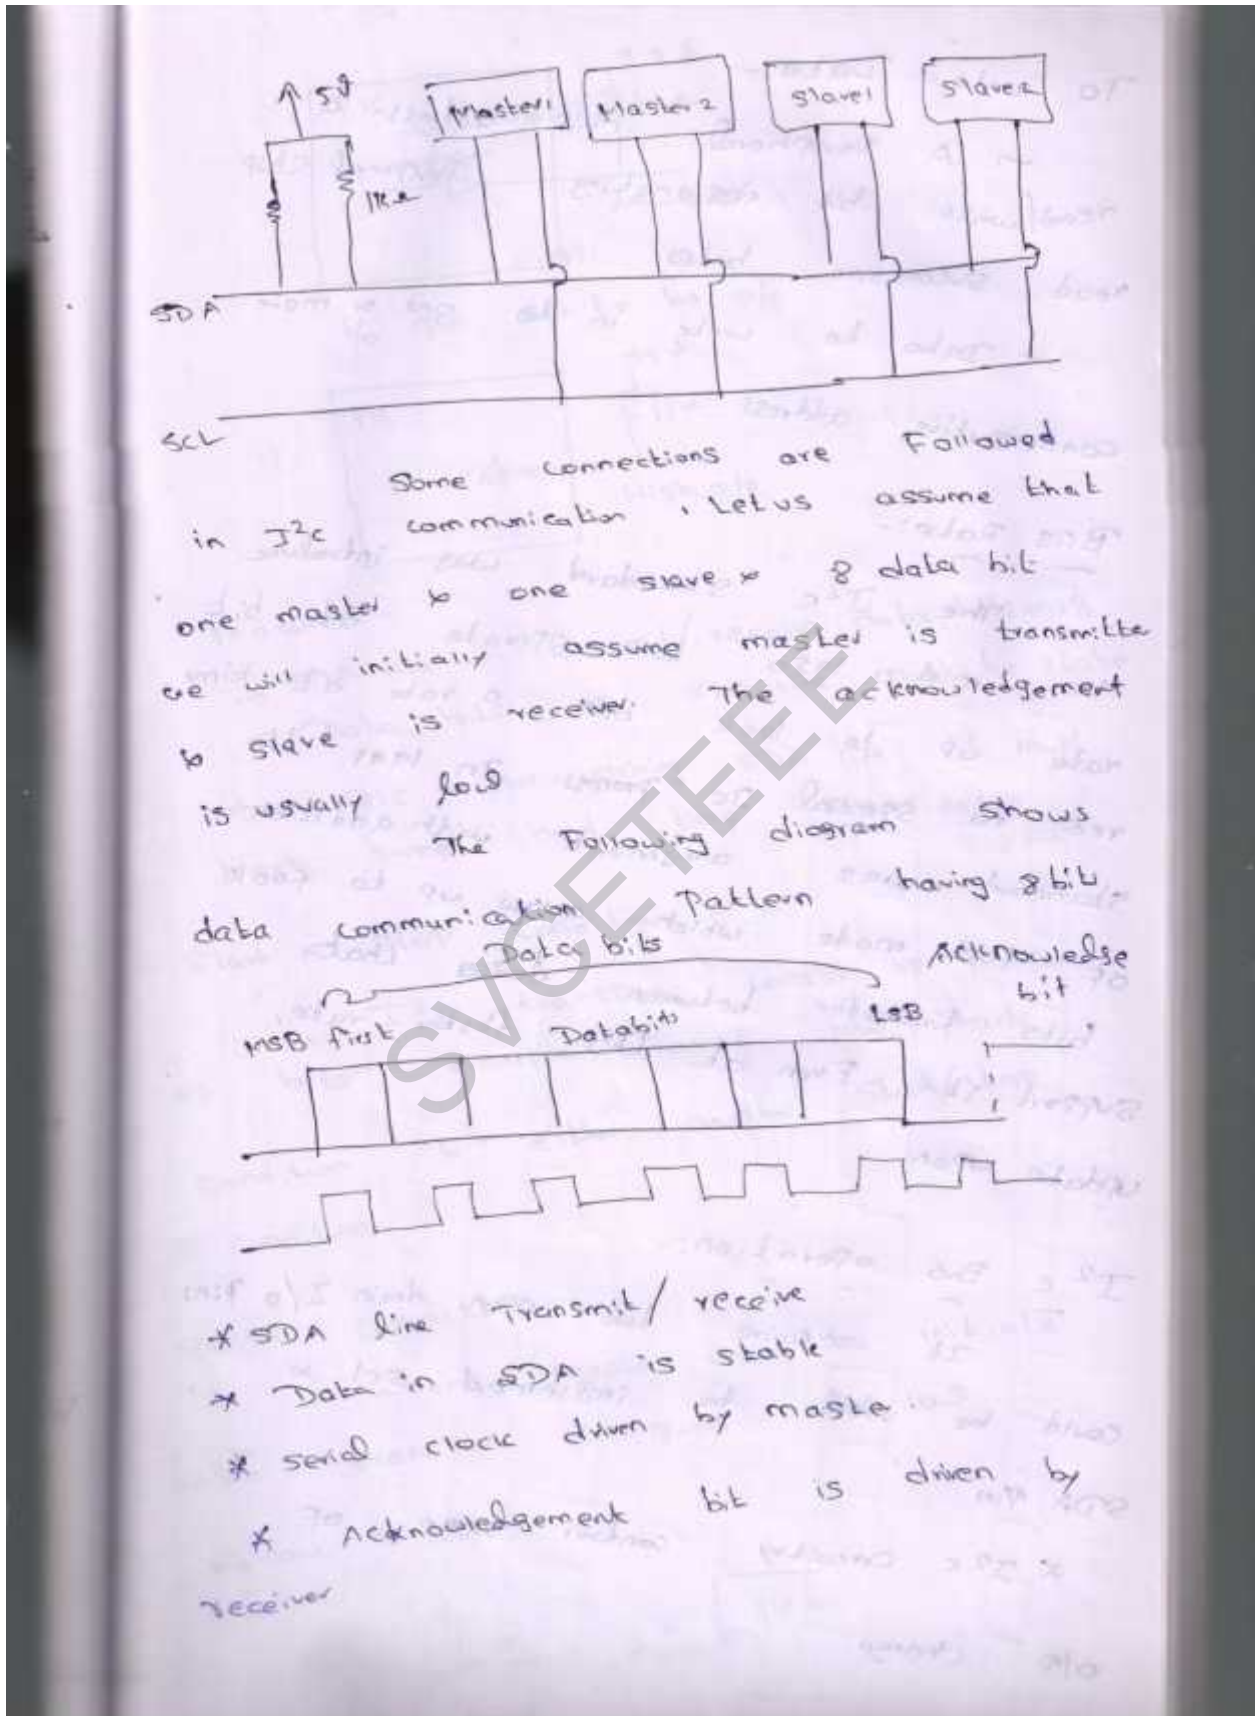 5V
Master1 Master 2 Slave1 Slave2
1KΩ
SDA
SCL
Some connections are Followed
in I²c communication . Let us assume that
one master & one slave & 8 data bit
we will initially assume master is transmitte
& slave is receiver. The acknowledgement
is usually low
The Following diagram shows
data communication Pattern having 8 bit
Data bits
Acknowledge
bit
MSB first Databits LSB
* SDA line Transmit/ receive
* Data in SDA is stable
* serial clock driven by maste
* Acknowledgement bit is driven by
receiver
SVCETEEE